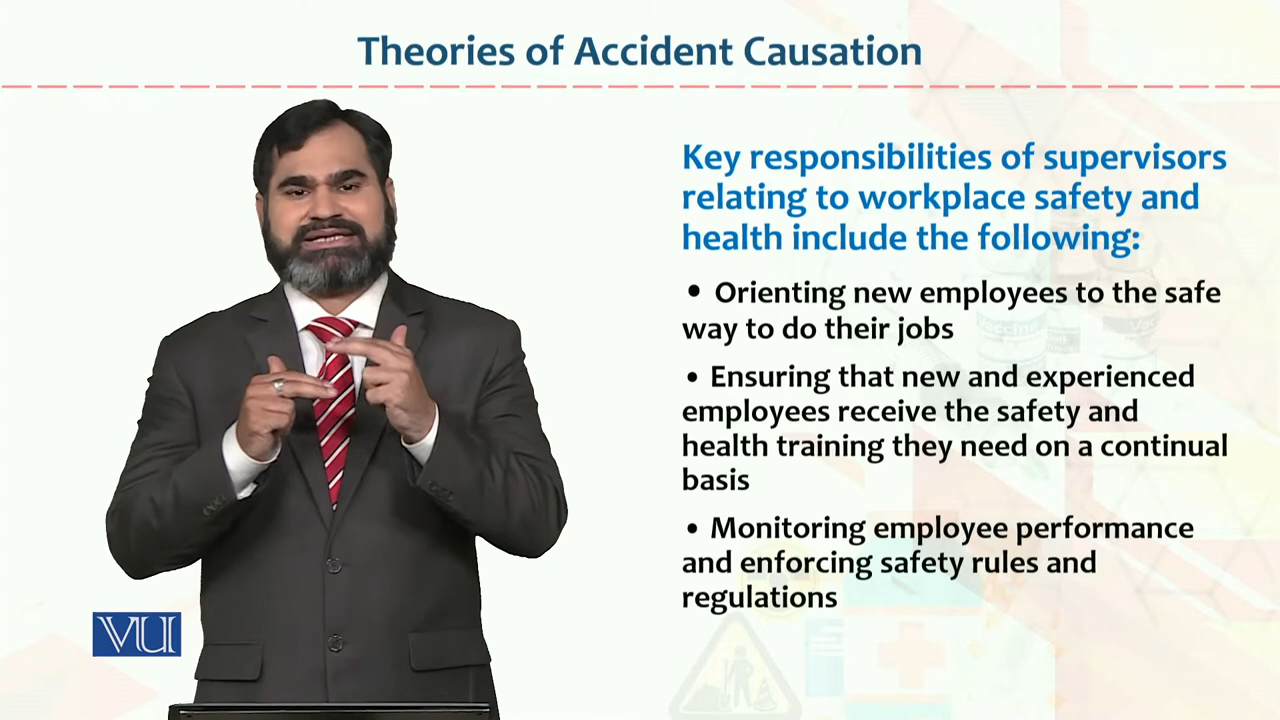 Theories of Accident Causation
Key responsibilities of supervisors
relating to workplace safety and
health include the following:
• Orienting new employees to the safe
way to do their jobs
• Ensuring that new and experienced
employees receive the safety and
health training they need on a continual
basis
• Monitoring employee performance
and enforcing safety rules and
regulations
VU
Vaccine